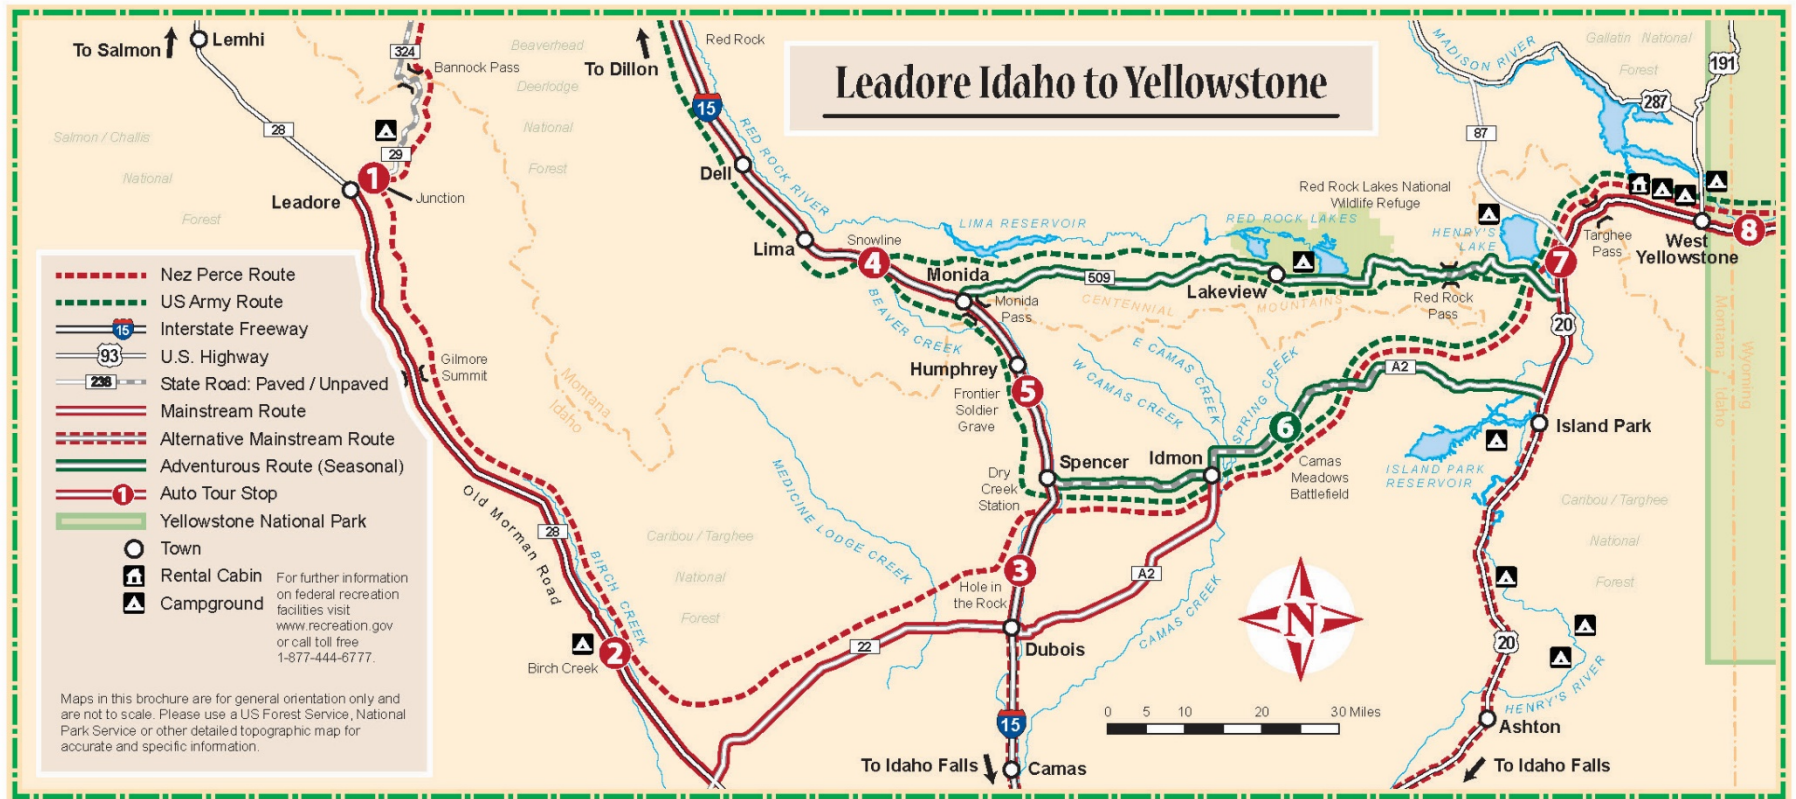 Leadore Idaho to Yellowstone
To Salmon
Lemhi
324
Bannock Pass
Beaverhead
Deerlodge
National
Forest
To Dillon
Red Rock
15
RED ROCK RIVER
MADISON RIVER
Gallatin National
Forest
191
287
87
28
29
Salmon / Challis
National
Forest
Leadore
1
Junction
Dell
Lima
Snowline
4
LIMA RESERVOIR
Red Rock Lakes National
Wildlife Refuge
RED ROCK LAKES
HENRY'S
LAKE
Targhee
Pass
West
Yellowstone
8
7
Monida
Monida
Pass
509
Lakeview
Red Rock
Pass
CENTENNIAL
MOUNTAINS
20
Montana
Idaho
Wyoming
Nez Perce Route
US Army Route
15
Interstate Freeway
93
U.S. Highway
238
State Road: Paved / Unpaved
Mainstream Route
Alternative Mainstream Route
Adventurous Route (Seasonal)
1
Auto Tour Stop
Yellowstone National Park
Town
Rental Cabin
Campground
For further information
on federal recreation
facilities visit
www.recreation.gov
or call toll free
1-877-444-6777.
Maps in this brochure are for general orientation only and
are not to scale. Please use a US Forest Service, National
Park Service or other detailed topographic map for
accurate and specific information.
Gilmore
Summit
Montana
Idaho
BEAVER CREEK
Humphrey
5
Frontier
Soldier
Grave
W CAMAS CREEK
E CAMAS CREEK
SPRING CREEK
A2
6
Island Park
ISLAND PARK
RESERVOIR
Camas
Meadows
Battlefield
Spencer
Idmon
Dry
Creek
Station
Old Morman Road
28
BIRCH CREEK
Caribou / Targhee
National
Forest
MEDICINE LODGE CREEK
3
Hole in
the Rock
A2
CAMAS CREEK
Caribou / Targhee
National
Forest
N
2
Birch Creek
22
Dubois
20
HENRY'S RIVER
Ashton
0 5 10 20 30 Miles
15
To Idaho Falls
Camas
To Idaho Falls